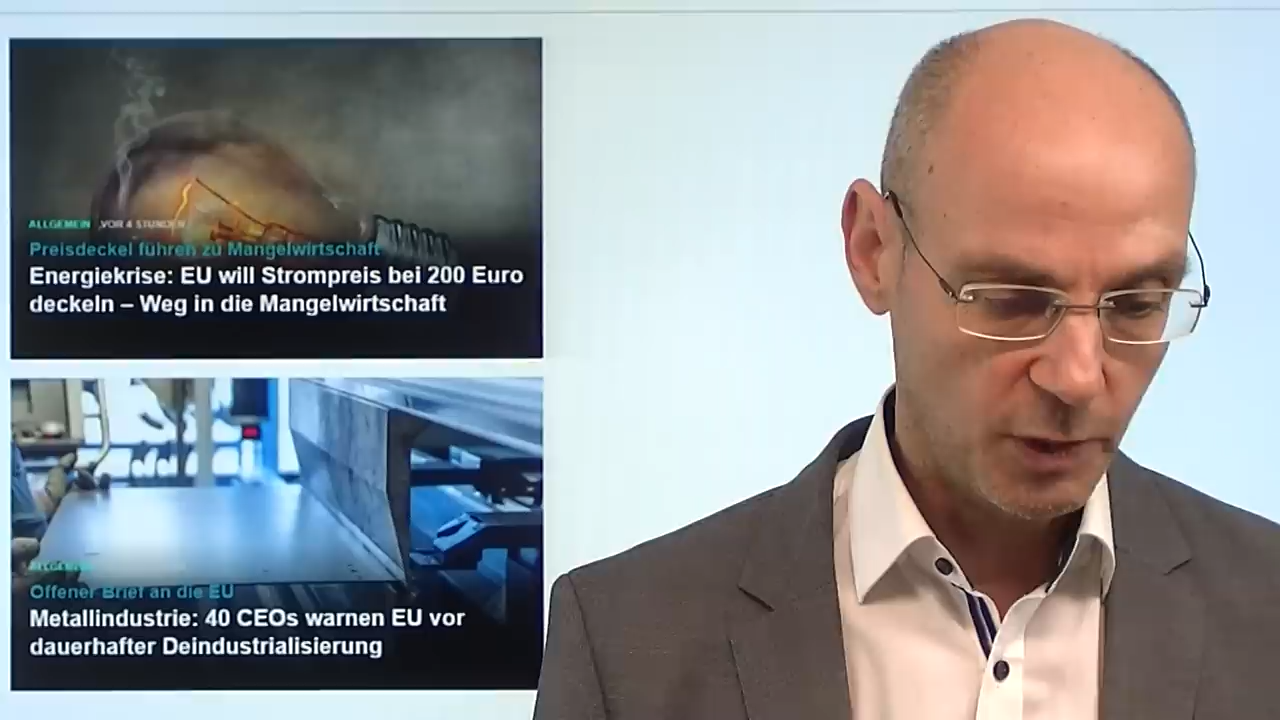 ALLGEMEIN VOR 4 STUNDEN
Preisdeckel führen zu Mangelwirtschaft
Energiekrise: EU will Strompreis bei 200 Euro
deckeln – Weg in die Mangelwirtschaft
ALLGEMEIN
Offener Brief an die EU
Metallindustrie: 40 CEOs warnen EU vor
dauerhafter Deindustrialisierung